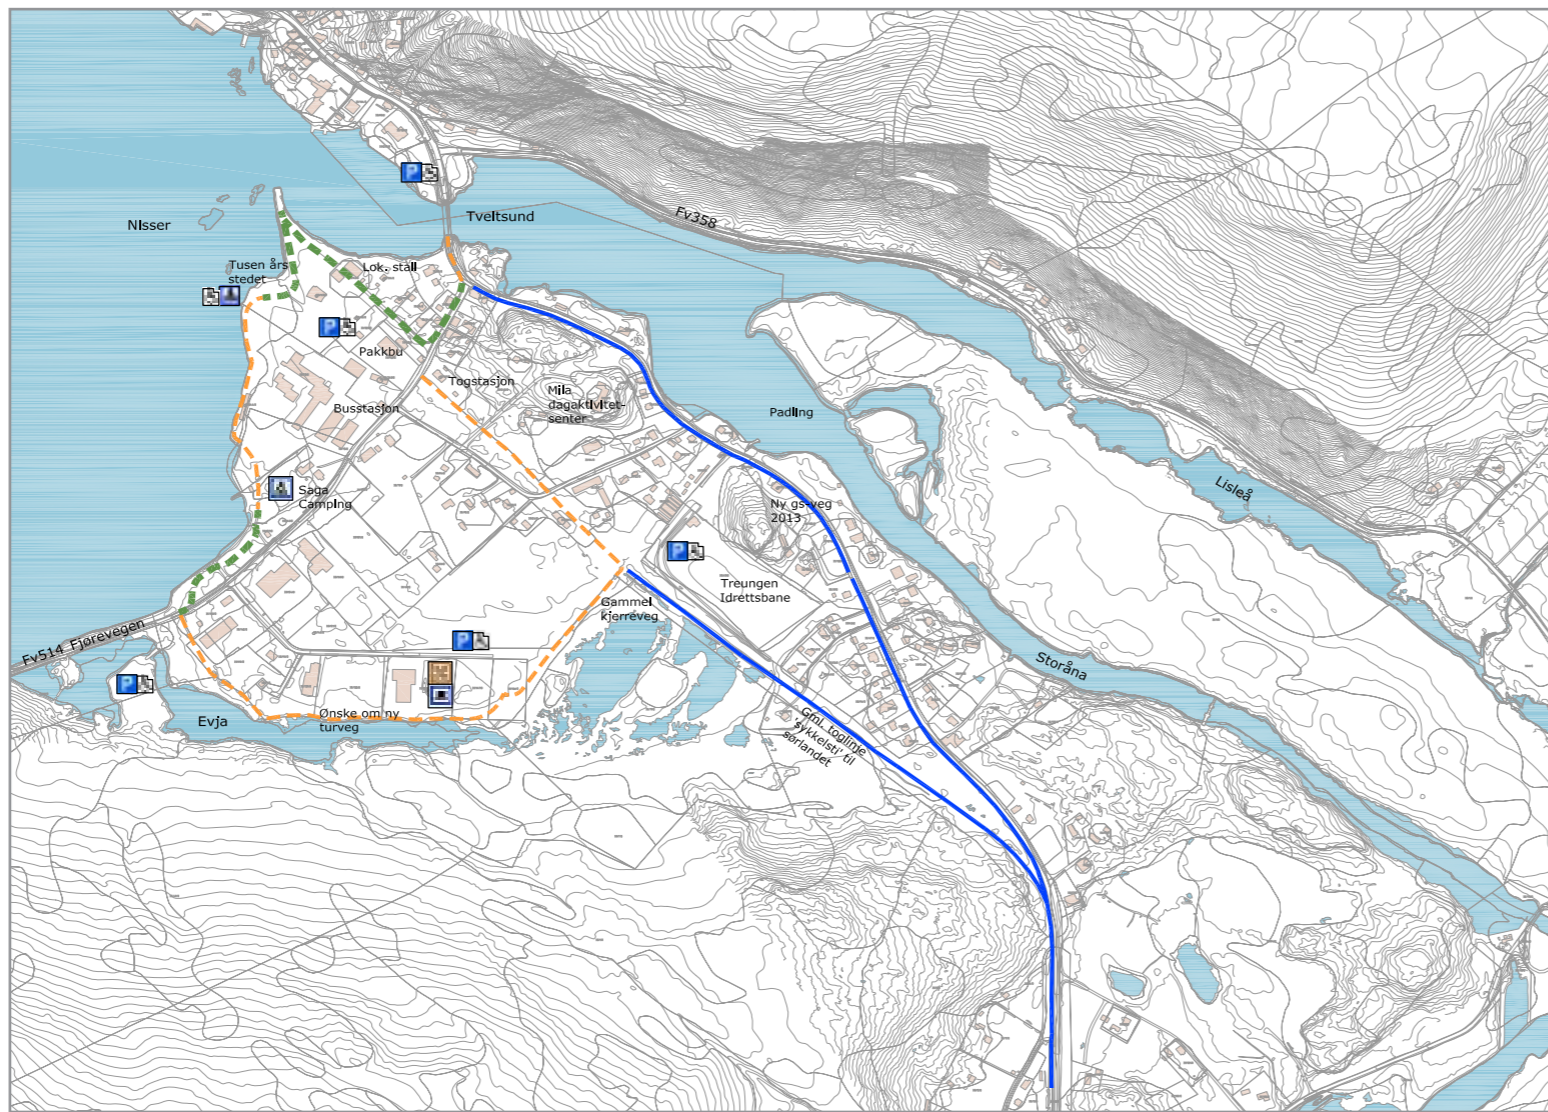 Nisser
Tveitsund
Fv358
Tusen års
stedet
Lok. stall
P
P
Pakkbu
Togstasjon
Busstasjon
Mila
dagaktivitet-
senter
Padling
Saga
Camping
Ny gs-veg
2013
Lisleå
P
Treungen
Idrettsbane
Gammel
kjerreveg
Fv514 Fjørevegen
P
P
Storåna
Evja
Ønske om ny
turveg
Gml. toglinje
'sykkelsti' til
sørlandet